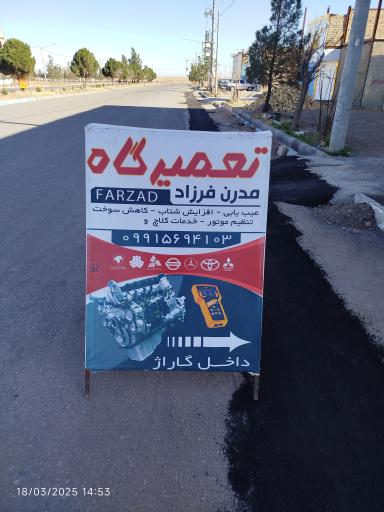 تعمیرگاه
مدرن فرزاد FARZAD
عیب یابی - افزایش شتاب - کاهش سوخت
تنظیم موتور - خدمات کلاچ و
۰۹۹۱۵۶۹۴۱۰۳
داخل گاراژ
18/03/2025 14:53